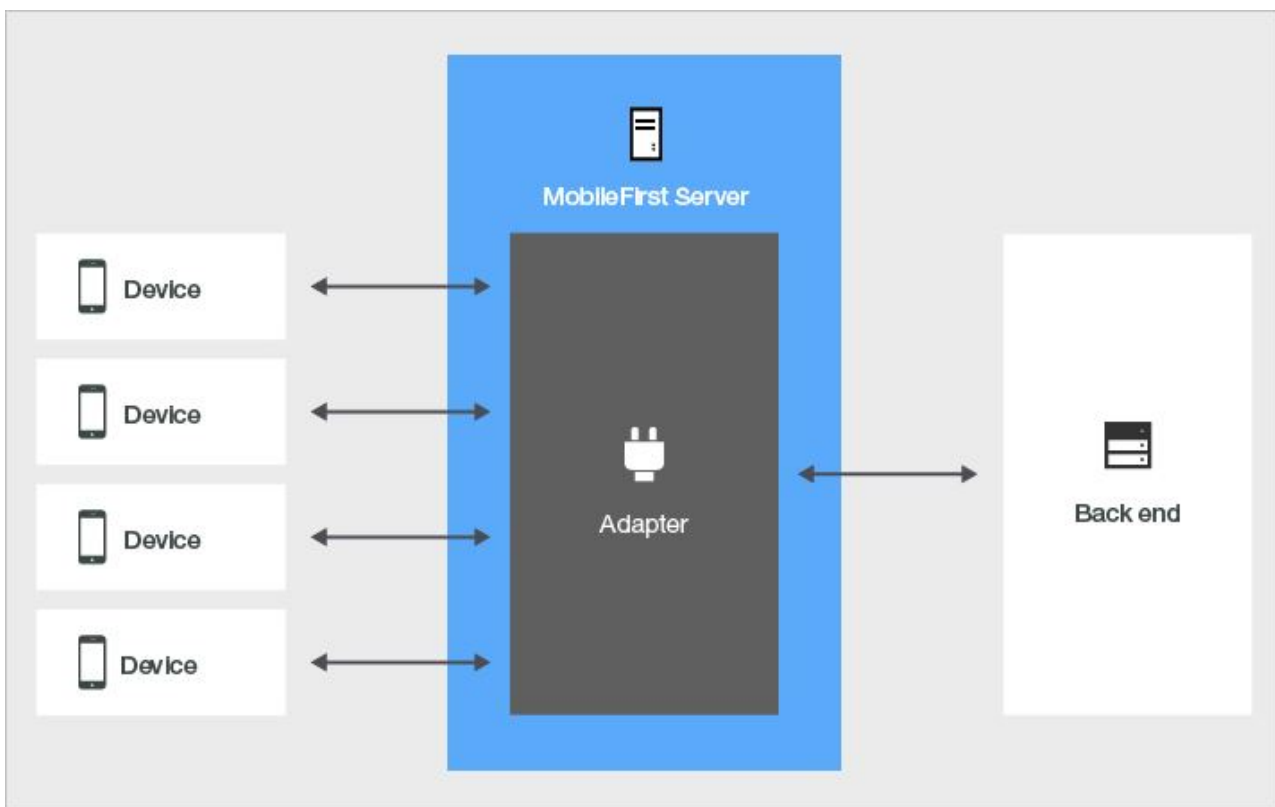 MobileFirst Server
Device
Device
Device
Device
Adapter
Back end